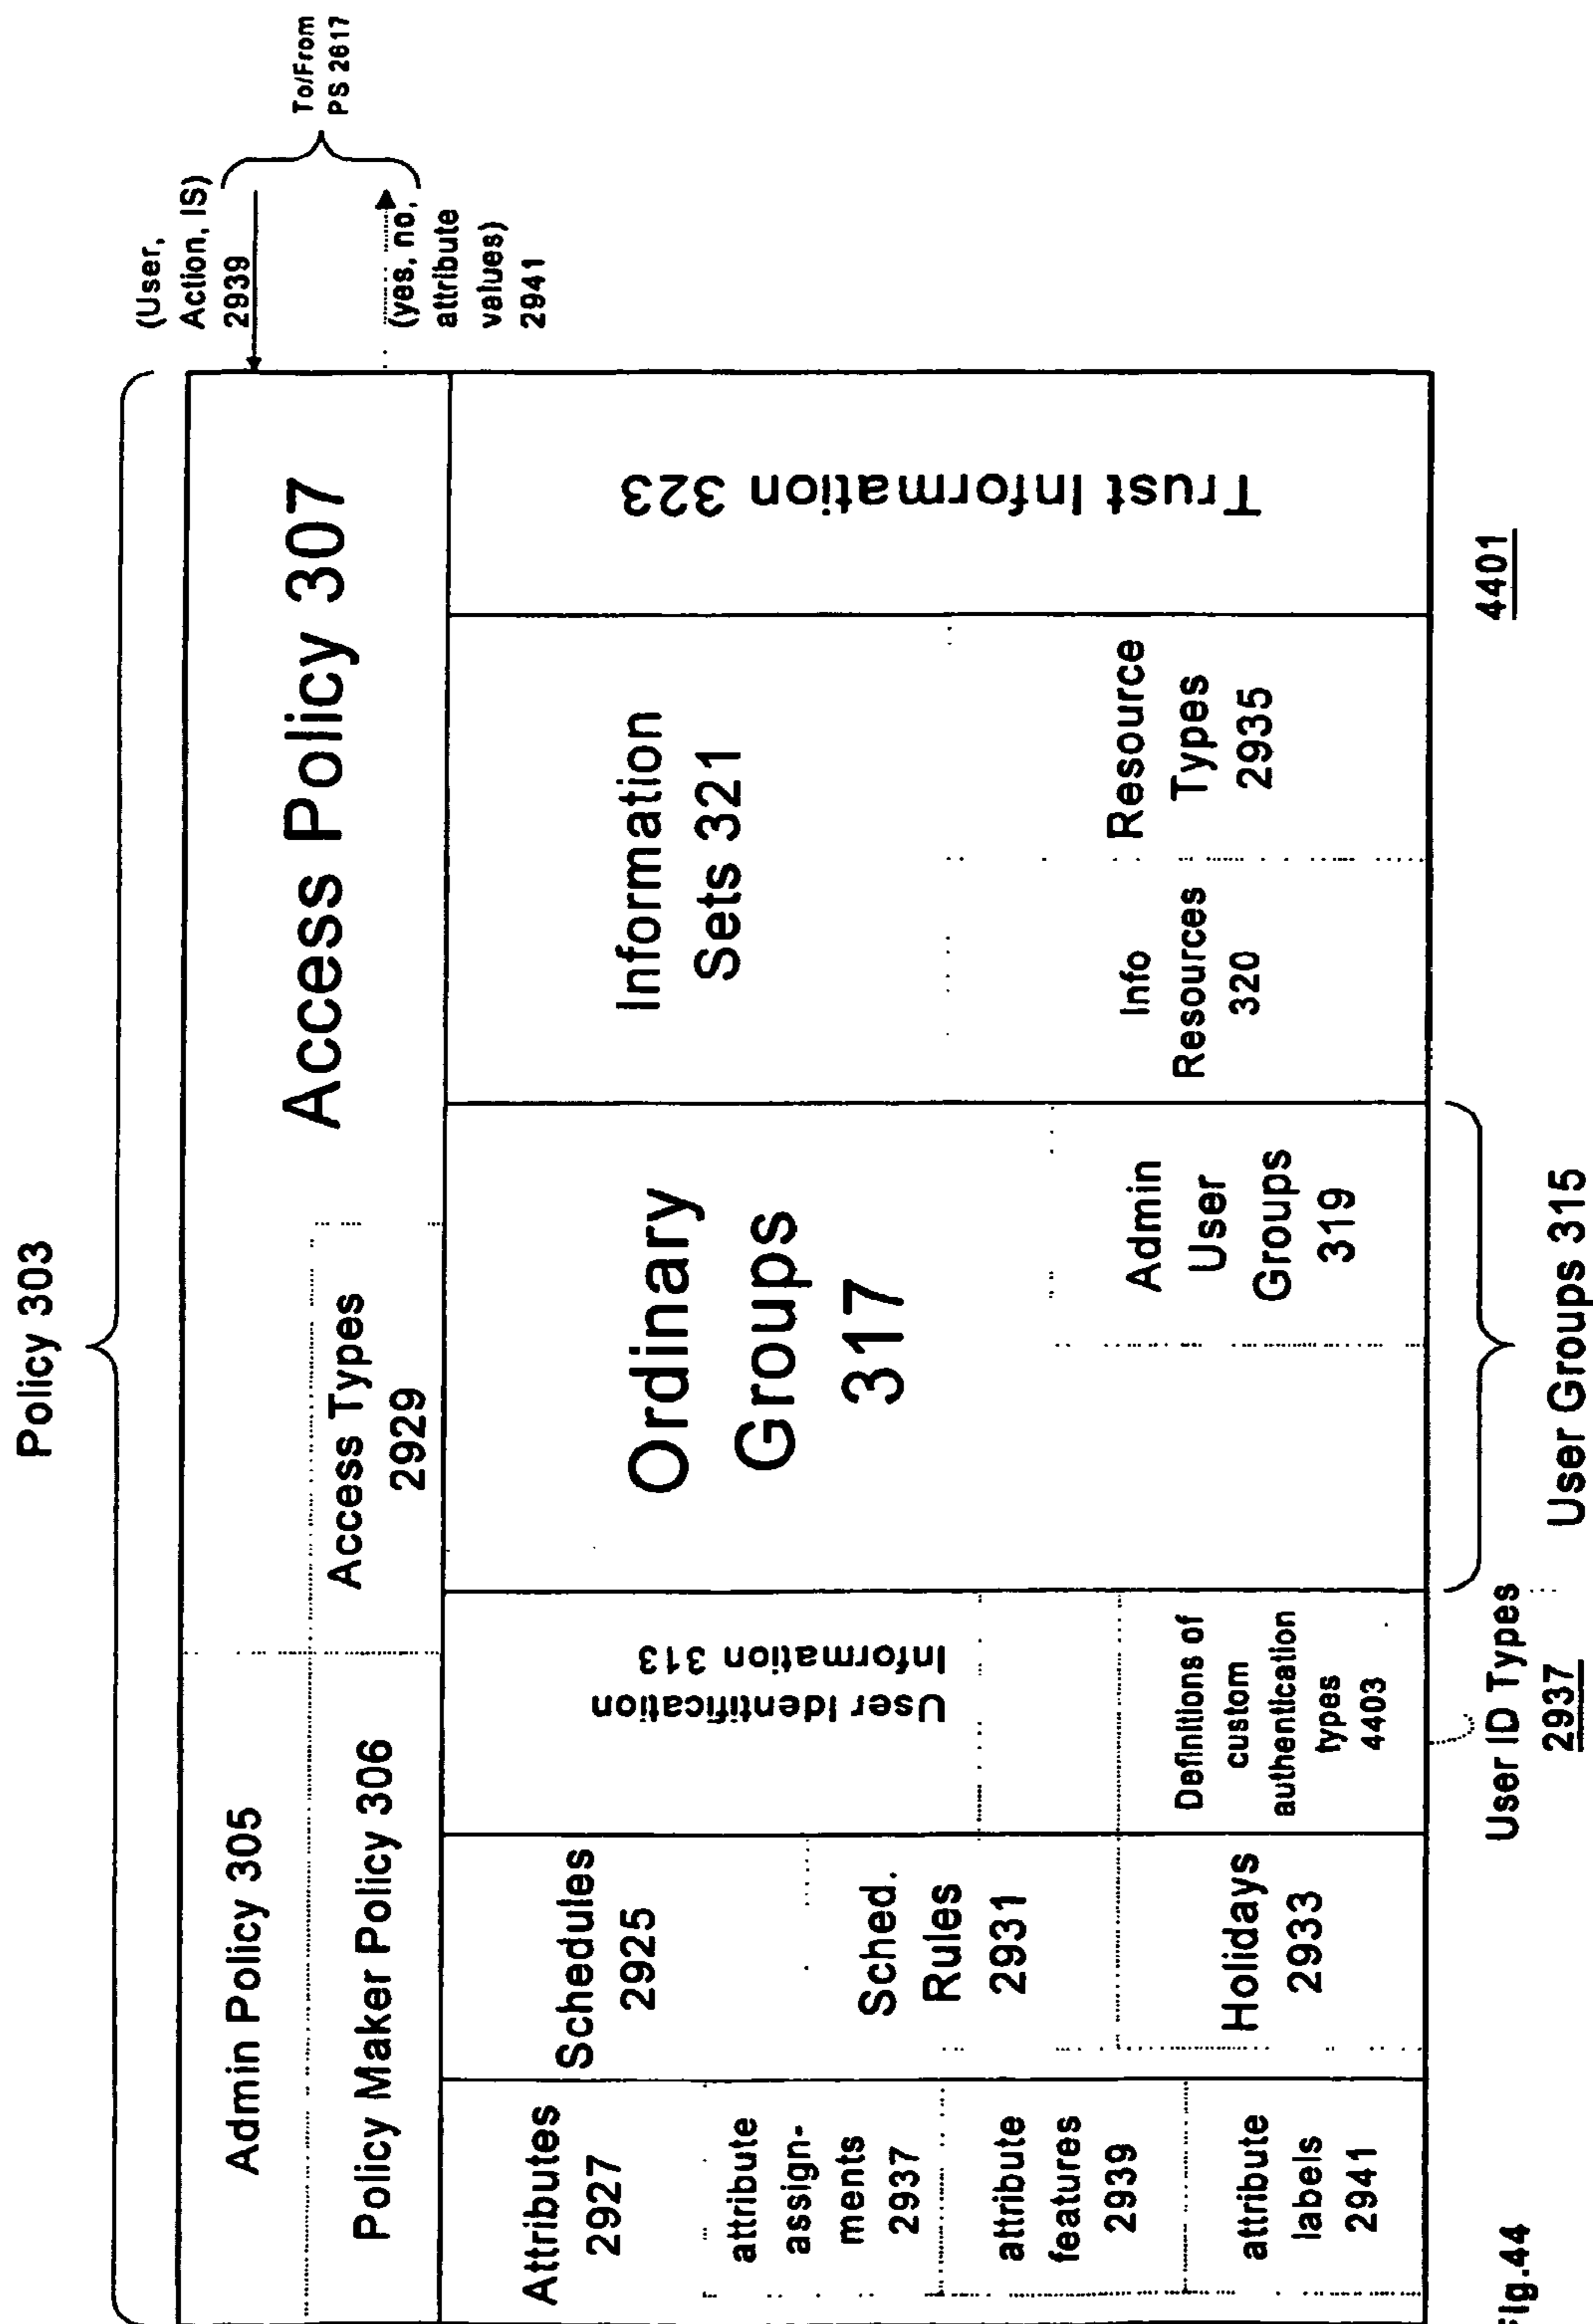 Policy 303
(User,
Action, IS)
2939
To/From
PS 2617
(yes, no,
attribute
values)
2941
Admin Policy 305
Policy Maker Policy 306
Access Types
2929
Access Policy 307
Attributes
2927
attribute
assign-
ments
2937
attribute
features
2939
attribute
labels
2941
Schedules
2925
Sched.
Rules
2931
Holidays
2933
User Identification
Information 313
Definitions of
custom
authentication
types
4403
Ordinary
Groups
317
Admin
User
Groups
319
Information
Sets 321
Info
Resources
320
Resource
Types
2935
Trust Information 323
User ID Types
2937
User Groups 315
4401
Fig.44